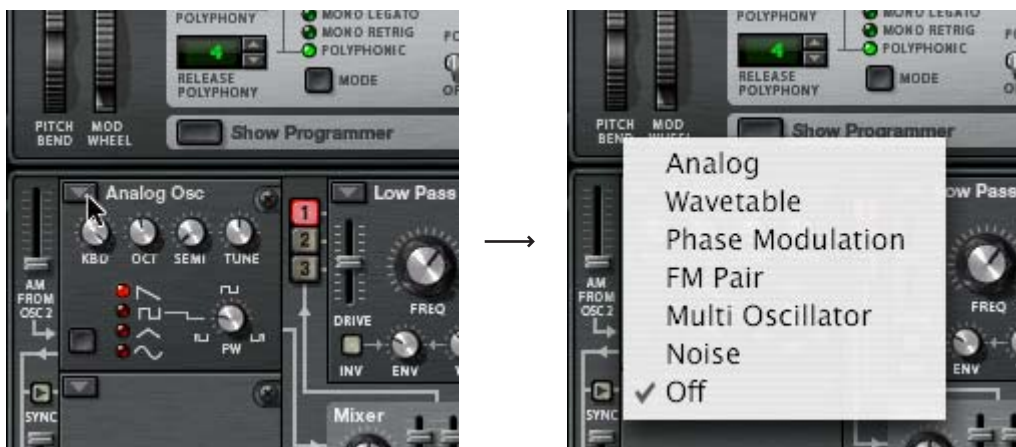 POLYPHONY
MONO LEGATO
MONO RETRIG
POLYPHONIC
4
RELEASE
POLYPHONY
MODE
PITCH
BEND
MOD
WHEEL
Show Programmer
Analog Osc
KBD
OCT
SEMI
TUNE
AM
FROM
OSC 2
PW
SYNC
1
2
3
Low Pass
DRIVE
FREQ
INV
ENV
Mixer
→
POLYPHONY
MONO LEGATO
MONO RETRIG
POLYPHONIC
4
RELEASE
POLYPHONY
MODE
PITCH
MOD
Show Programmer
Analog
Wavetable
Phase Modulation
FM Pair
Multi Oscillator
Noise
✓ Off
AM
FROM
OSC 2
SYNC
ow Pass
FREQ
ENV